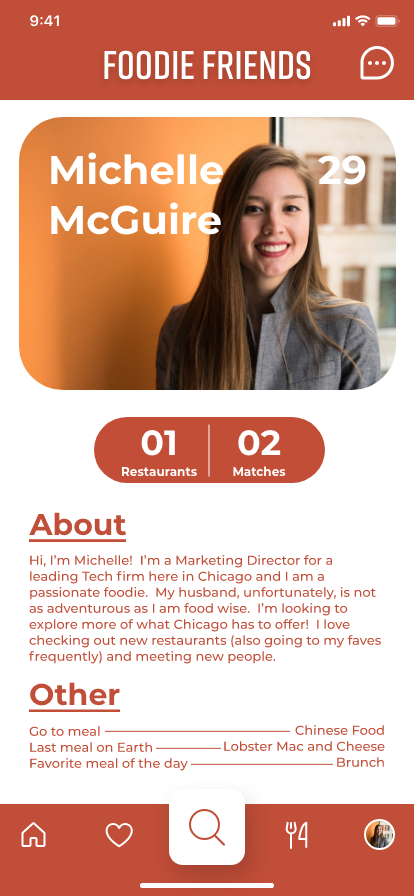 9:41
FOODIE FRIENDS
Michelle 29
McGuire
01 02
Restaurants Matches
About
Hi, I'm Michelle!  I'm a Marketing Director for a
leading Tech firm here in Chicago and I am a
passionate foodie.  My husband, unfortunately, is not
as adventurous as I am food wise.  I'm looking to
explore more of what Chicago has to offer!  I love
checking out new restaurants (also going to my faves
frequently) and meeting new people.
Other
Go to meal Chinese Food
Last meal on Earth Lobster Mac and Cheese
Favorite meal of the day Brunch